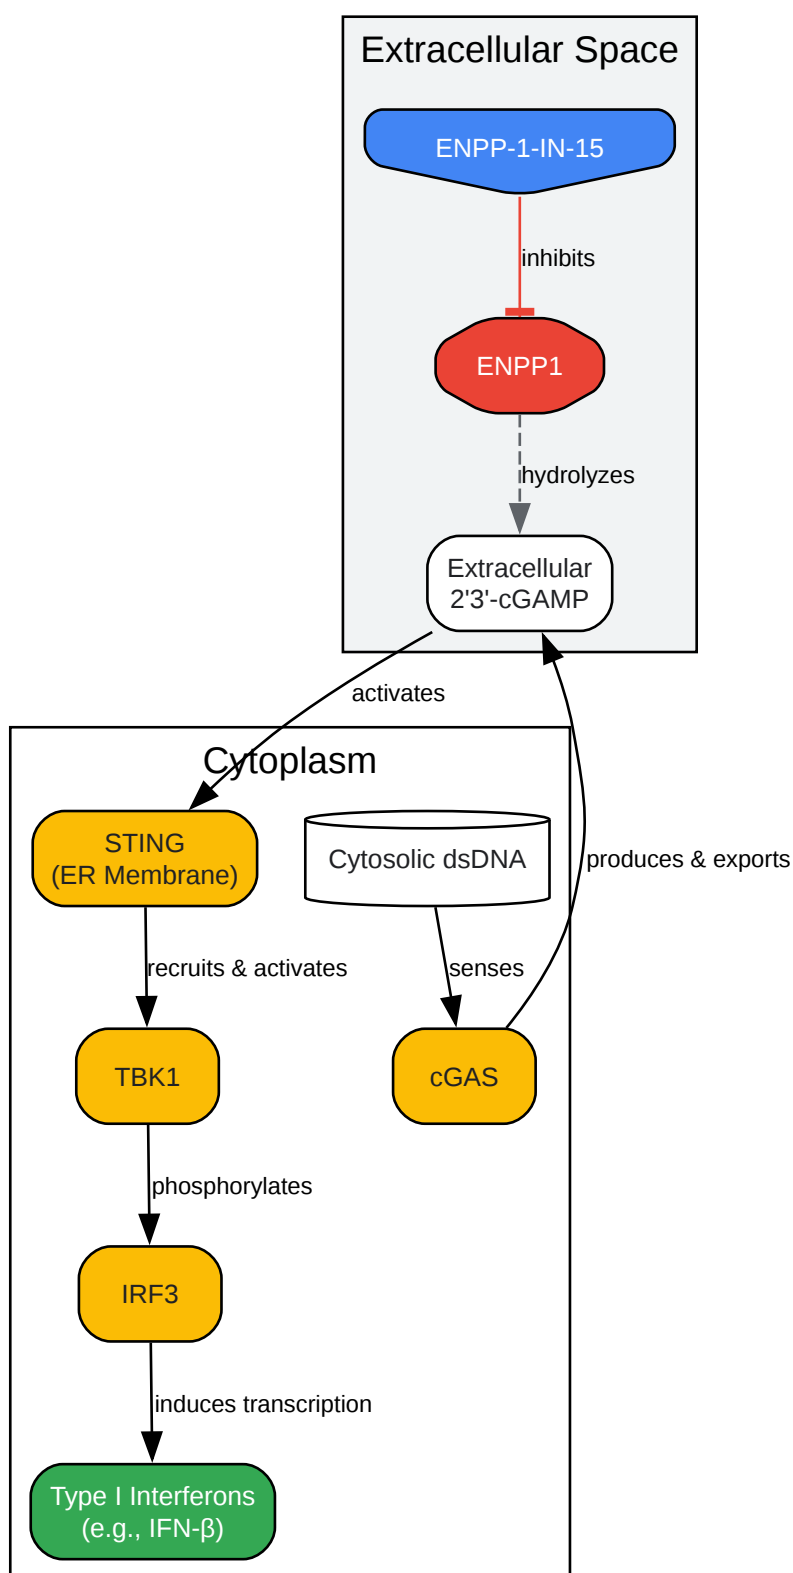 Extracellular Space
ENPP-1-IN-15
inhibits
ENPP1
hydrolyzes
Extracellular
2'3'-cGAMP
activates
Cytoplasm
STING
(ER Membrane)
Cytosolic dsDNA
produces & exports
recruits & activates
senses
TBK1
cGAS
phosphorylates
IRF3
induces transcription
Type I Interferons
(e.g., IFN-β)